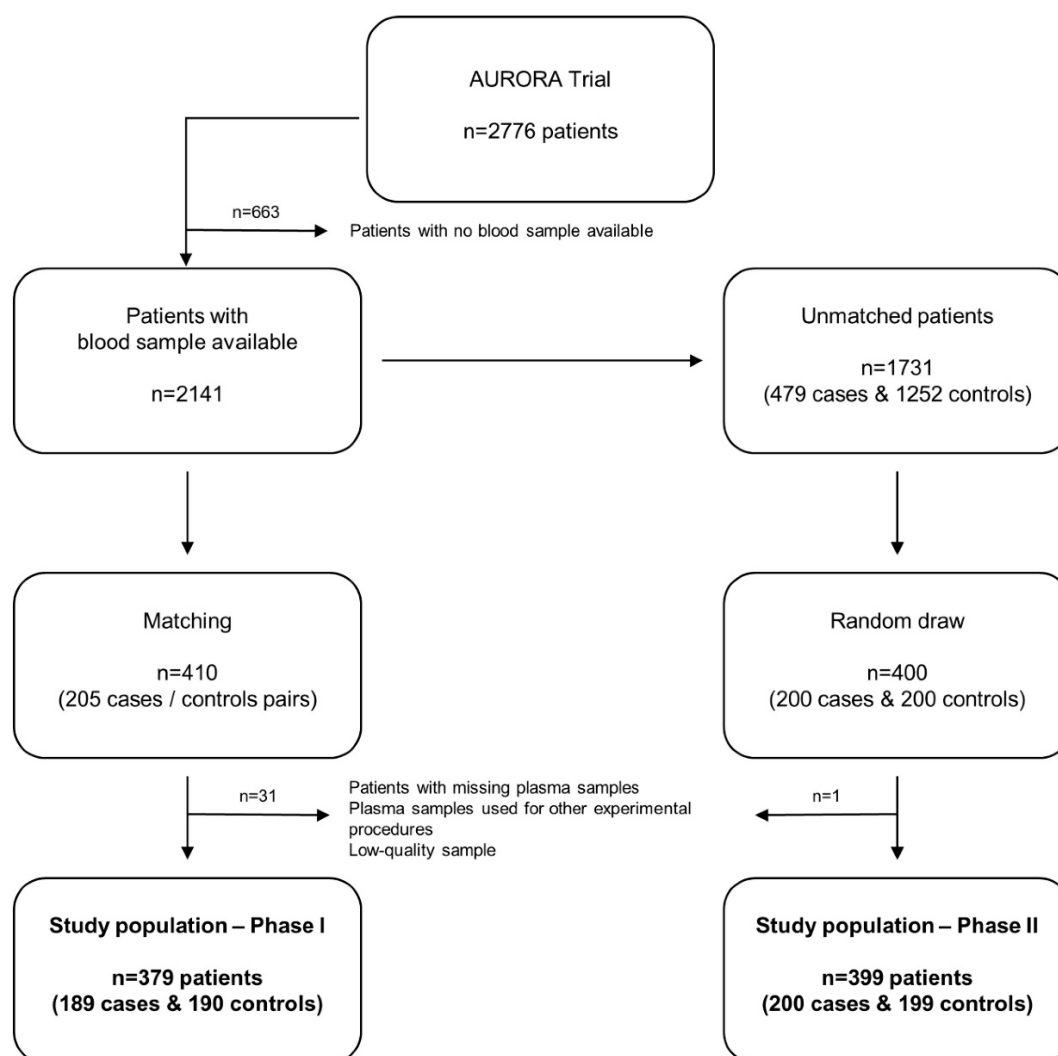 AURORA Trial
n=2776 patients
n=663
Patients with no blood sample available
Patients with
blood sample available
n=2141
Unmatched patients
n=1731
(479 cases & 1252 controls)
Matching
n=410
(205 cases / controls pairs)
Random draw
n=400
(200 cases & 200 controls)
n=31
Patients with missing plasma samples
Plasma samples used for other experimental
procedures
Low-quality sample
n=1
Study population – Phase I
n=379 patients
(189 cases & 190 controls)
Study population – Phase II
n=399 patients
(200 cases & 199 controls)